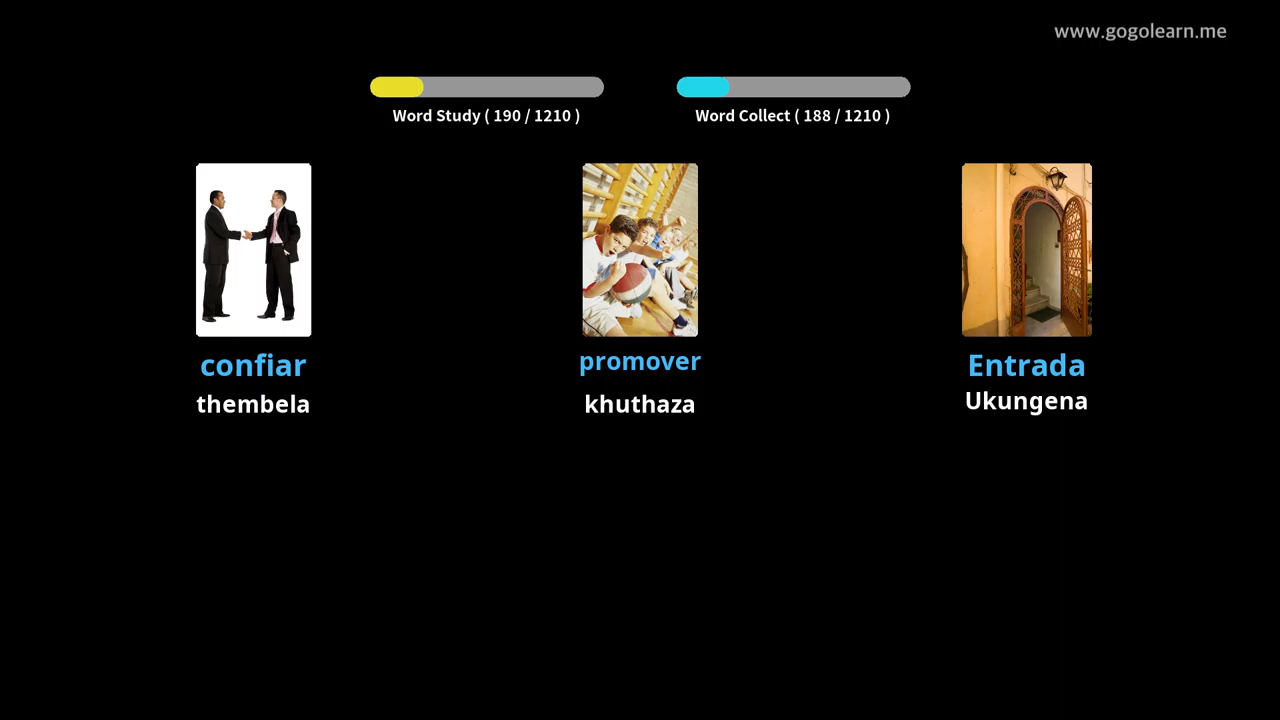 www.gogolearn.me
Word Study ( 190 / 1210 )
Word Collect ( 188 / 1210 )
confiar
thembela
promover
khuthaza
Entrada
Ukungena